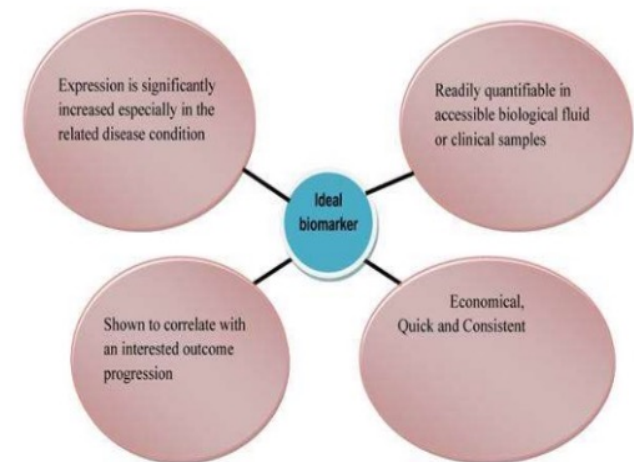 Expression is significantly
increased especially in the
related disease condition
Readily quantifiable in
accessible biological fluid
or clinical samples
Ideal
biomarker
Shown to correlate with
an interested outcome
progression
Economical,
Quick and Consistent